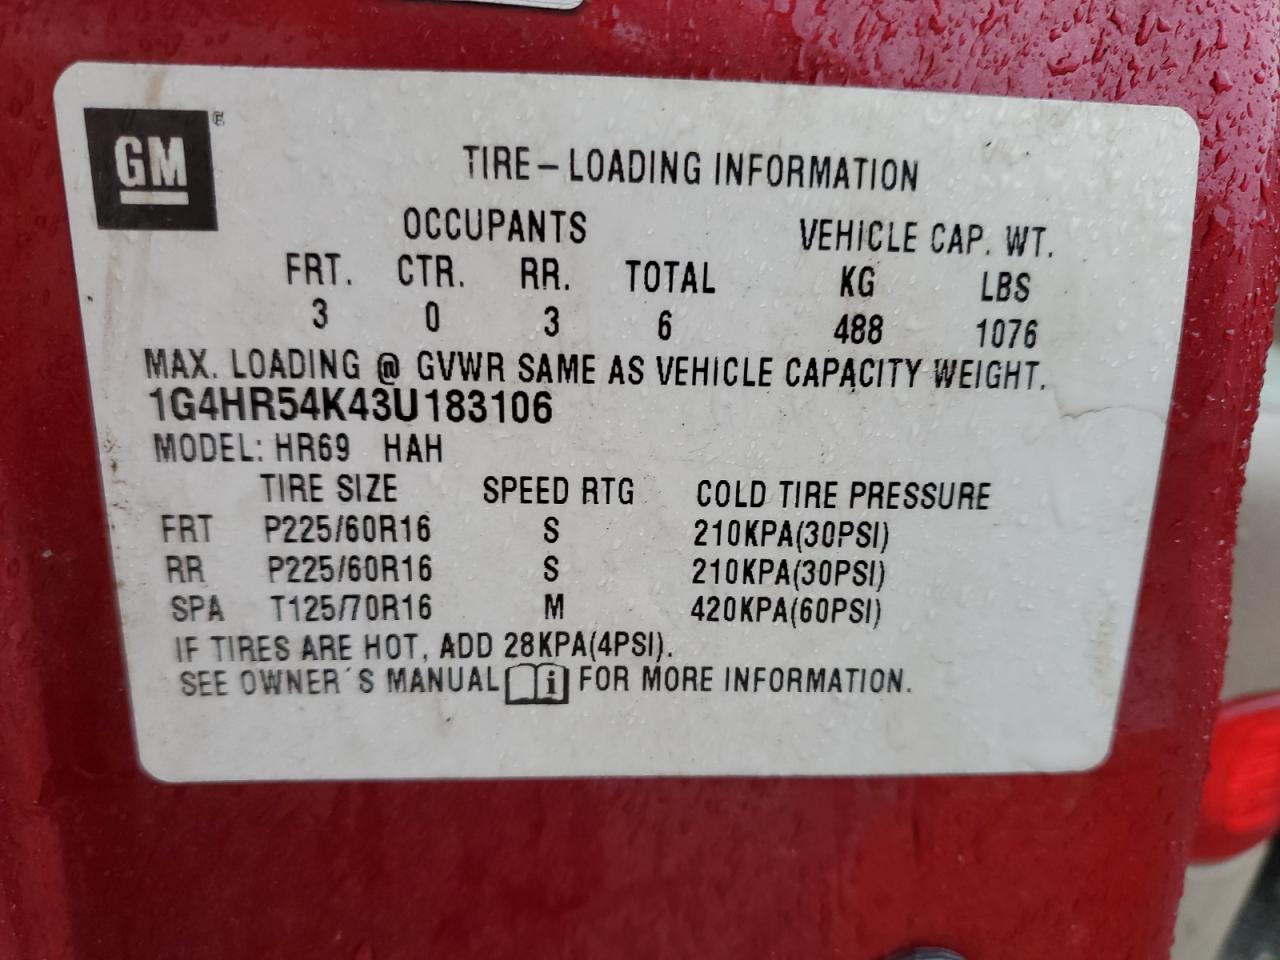 GM
TIRE-LOADING INFORMATION
OCCUPANTS VEHICLE CAP. WT.
FRT. CTR. RR. TOTAL KG LBS
3 0 3 6 488 1076
MAX. LOADING @ GVWR SAME AS VEHICLE CAPACITY WEIGHT.
1G4HR54K43U183106
MODEL: HR69 HAH
TIRE SIZE SPEED RTG COLD TIRE PRESSURE
FRT P225/60R16 S 210KPA(30PSI)
RR P225/60R16 S 210KPA(30PSI)
SPA T125/70R16 M 420KPA(60PSI)
IF TIRES ARE HOT, ADD 28KPA(4PSI).
SEE OWNER´S MANUAL i FOR MORE INFORMATION.